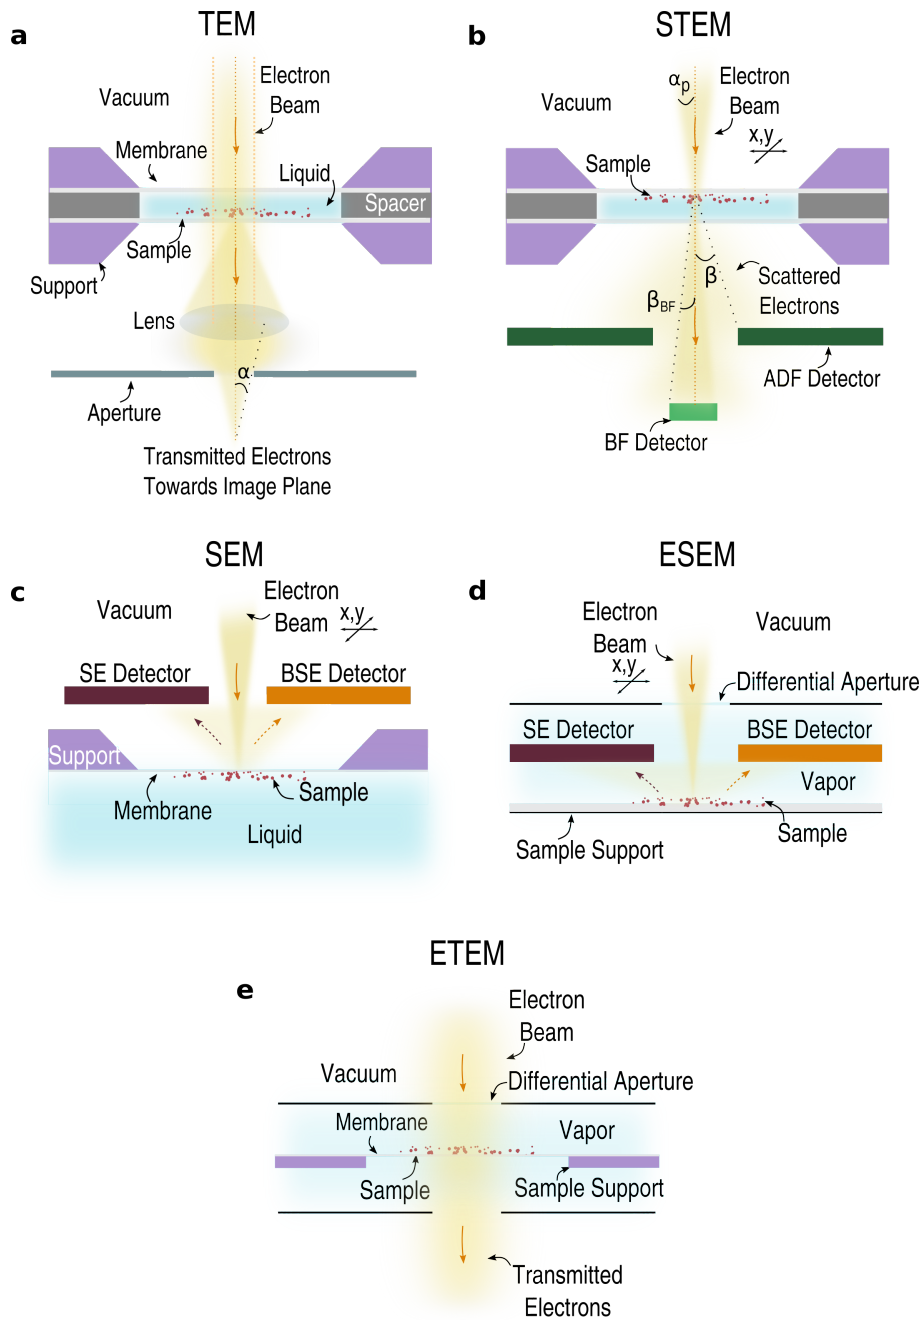 a
TEM
Vacuum
Electron
Beam
Membrane
Liquid
Spacer
Sample
Support
Lens
α
Aperture
Transmitted Electrons
Towards Image Plane
b
STEM
αp
Electron
Beam
Vacuum
x,y
Sample
β
Scattered
Electrons
βBF
ADF Detector
BF Detector
c
SEM
Electron
Beam
Vacuum
x,y
SE Detector
BSE Detector
Support
Membrane
Sample
Liquid
d
ESEM
Electron
Beam
Vacuum
x,y
Differential Aperture
SE Detector
BSE Detector
Vapor
Sample Support
Sample
e
ETEM
Electron
Beam
Vacuum
Differential Aperture
Membrane
Vapor
Sample
Sample Support
Transmitted
Electrons